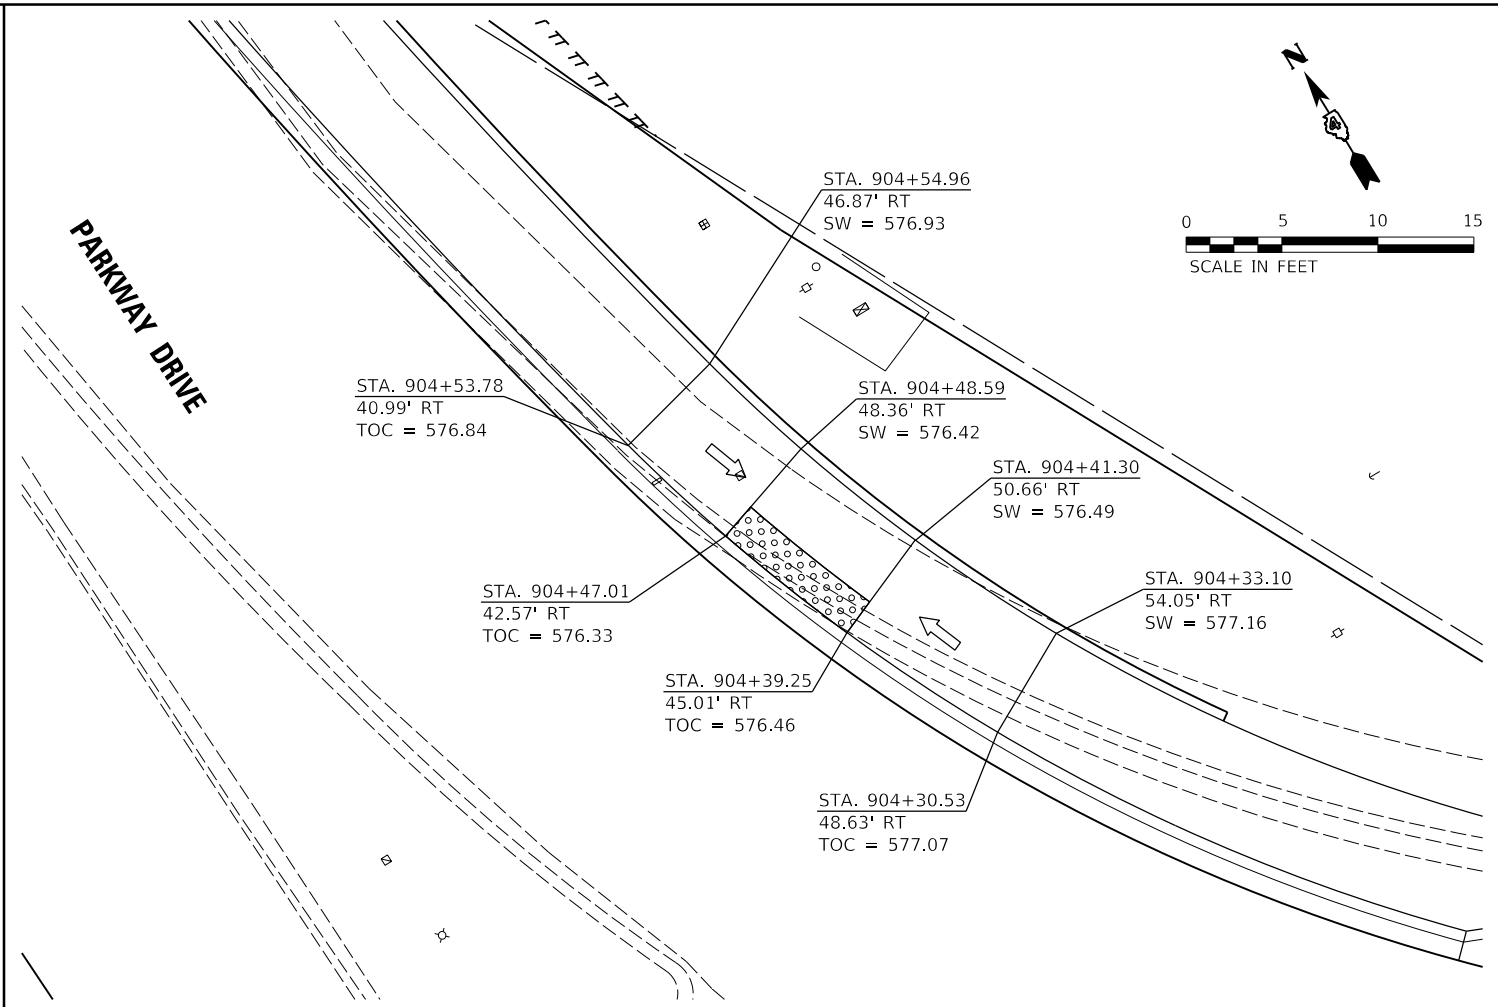 N
4
0 5 10 15
SCALE IN FEET
PARKWAY DRIVE
STA. 904+54.96
46.87' RT
SW = 576.93
STA. 904+53.78
40.99' RT
TOC = 576.84
STA. 904+48.59
48.36' RT
SW = 576.42
STA. 904+41.30
50.66' RT
SW = 576.49
STA. 904+33.10
54.05' RT
SW = 577.16
STA. 904+47.01
42.57' RT
TOC = 576.33
STA. 904+39.25
45.01' RT
TOC = 576.46
STA. 904+30.53
48.63' RT
TOC = 577.07